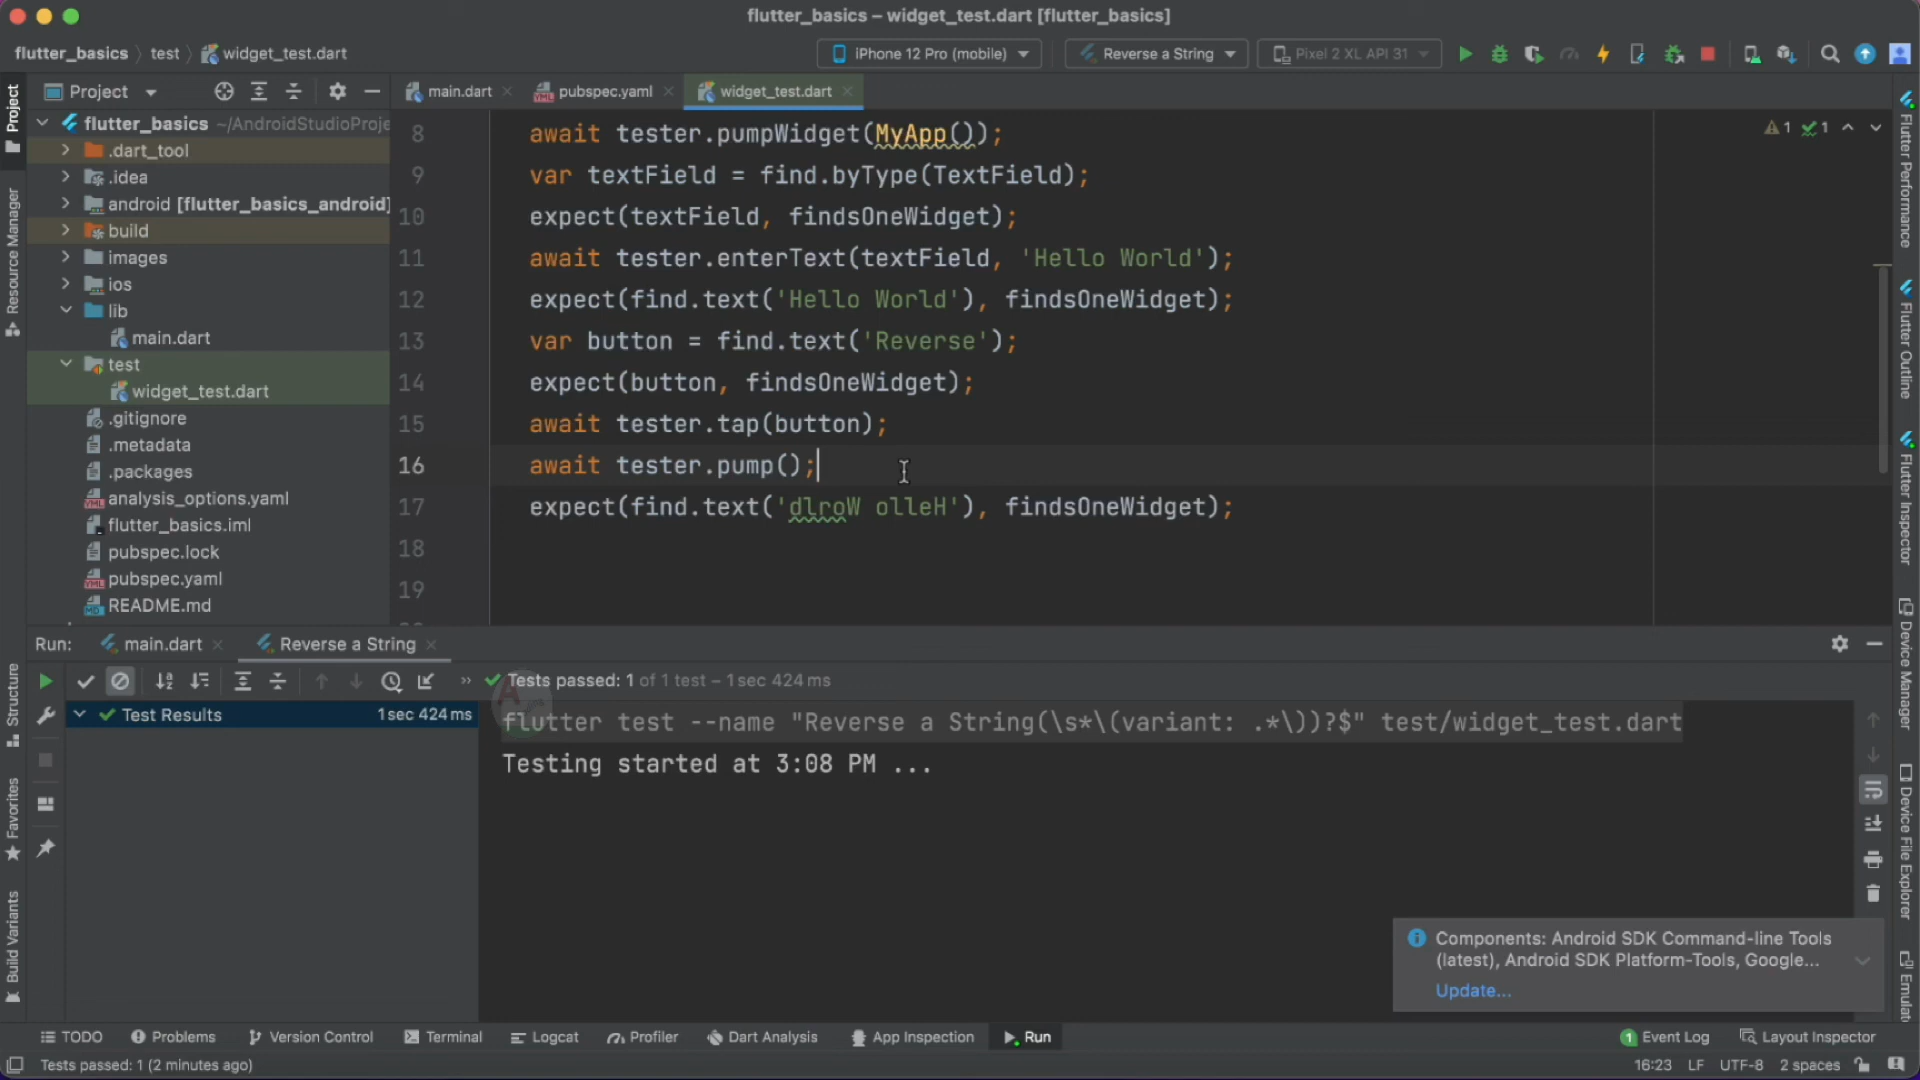 flutter_basics – widget_test.dart [flutter_basics]
flutter_basics test widget_test.dart
iPhone 12 Pro (mobile) Reverse a String Pixel 2 XL API 31
Project
main.dart pubspec.yaml widget_test.dart
flutter_basics ~/AndroidStudioProje
.dart_tool
.idea
android [flutter_basics_android]
build
images
ios
lib
main.dart
test
widget_test.dart
.gitignore
.metadata
.packages
analysis_options.yaml
flutter_basics.iml
pubspec.lock
pubspec.yaml
README.md
8 await tester.pumpWidget(MyApp());
9 var textField = find.byType(TextField);
10 expect(textField, findsOneWidget);
11 await tester.enterText(textField, 'Hello World');
12 expect(find.text('Hello World'), findsOneWidget);
13 var button = find.text('Reverse');
14 expect(button, findsOneWidget);
15 await tester.tap(button);
16 await tester.pump();
17 expect(find.text('dlroW olleH'), findsOneWidget);
18
19
1 1
Project
Resource Manager
Structure
Favorites
Build Variants
Flutter Performance
Flutter Outline
Flutter Inspector
Device Manager
Device File Explorer
Run: main.dart Reverse a String
Tests passed: 1 of 1 test – 1 sec 424 ms
Test Results 1 sec 424 ms
flutter test --name "Reverse a String(\s*\(variant: .*\))?$" test/widget_test.dart
Testing started at 3:08 PM ...
Components: Android SDK Command-line Tools
(latest), Android SDK Platform-Tools, Google...
Update...
TODO Problems Version Control Terminal Logcat Profiler Dart Analysis App Inspection Run 1 Event Log Layout Inspector
Tests passed: 1 (2 minutes ago) 16:23 LF UTF-8 2 spaces